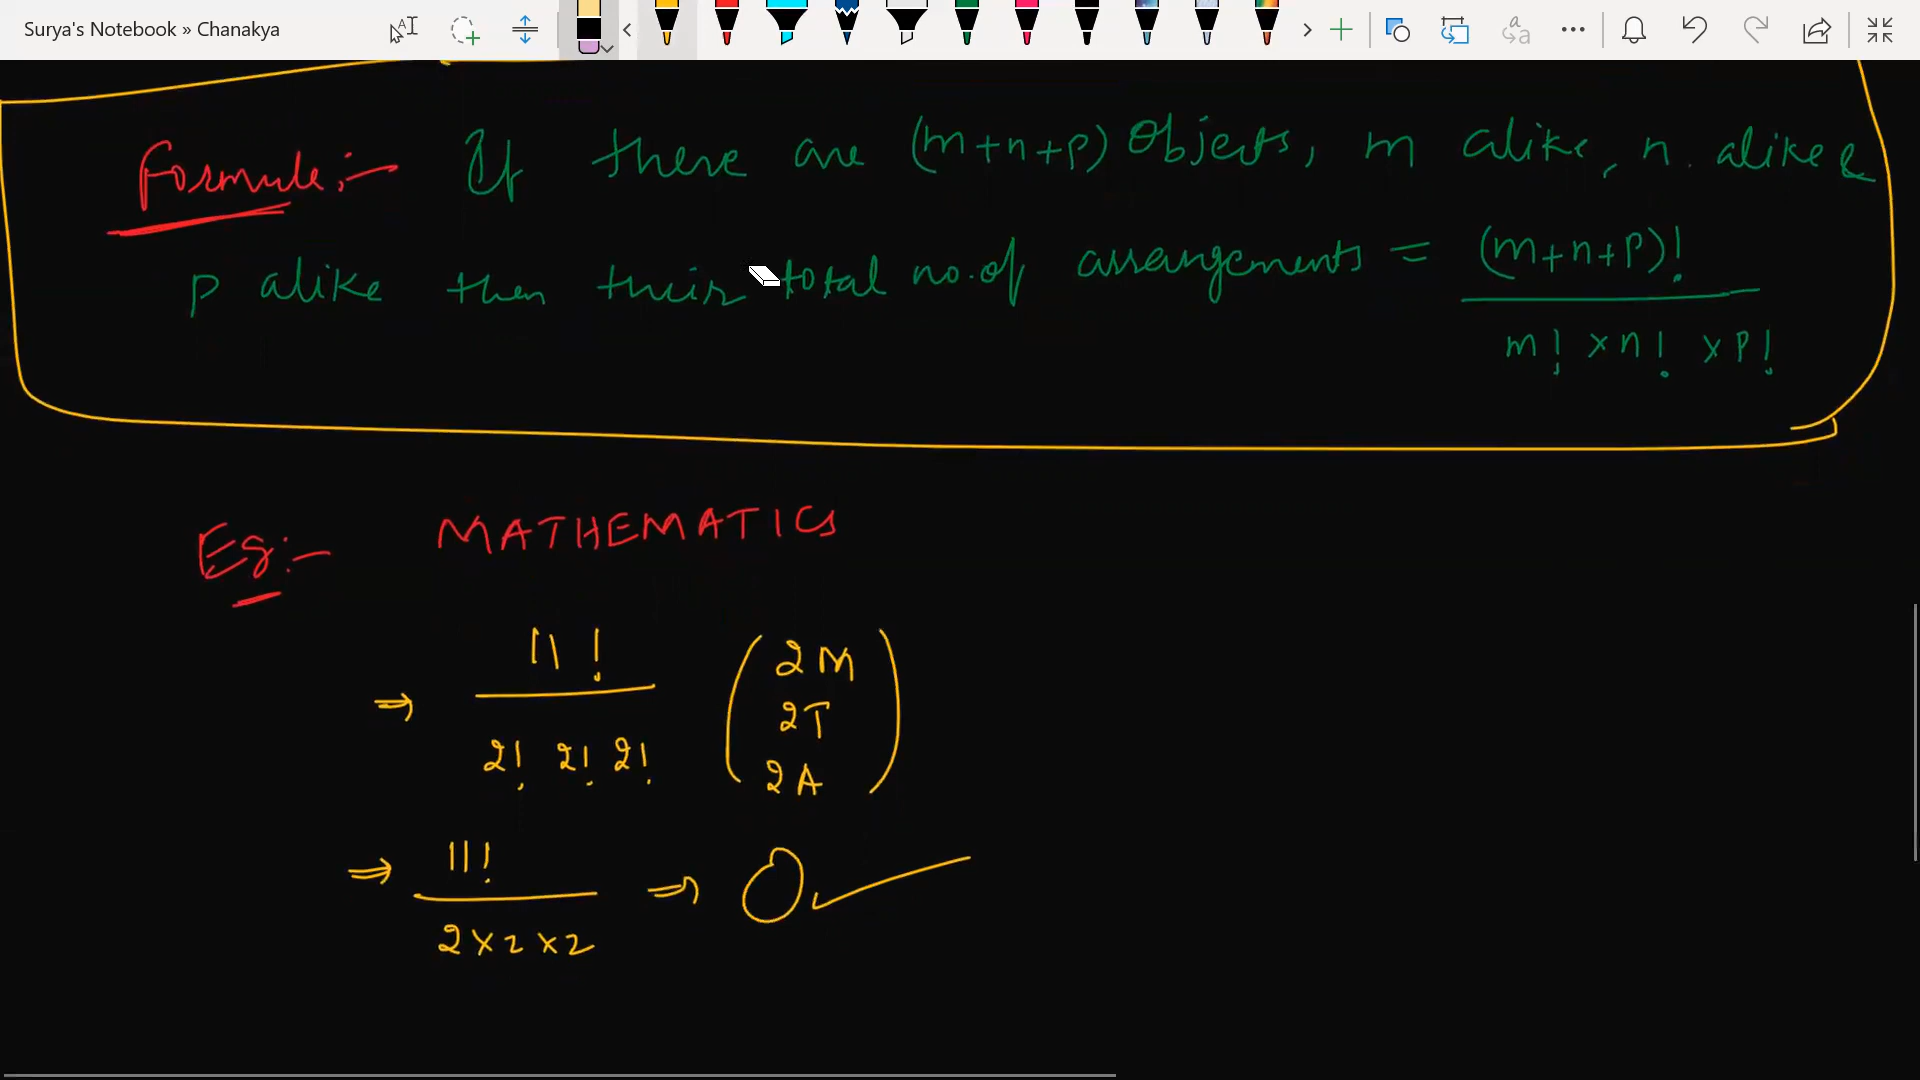 Surya's Notebook » Chanakya
Formule:- If there are (m+n+p) Objects, m alike, n. alike &
p alike then their total no. of arrangements = (m+n+p)!
m! × n! × p!
Eg:- MATHEMATICS
⇒ 11! / 2! 2! 2! (2M 2T 2A)
⇒ 11! / 2×2×2 ⇒ O✓